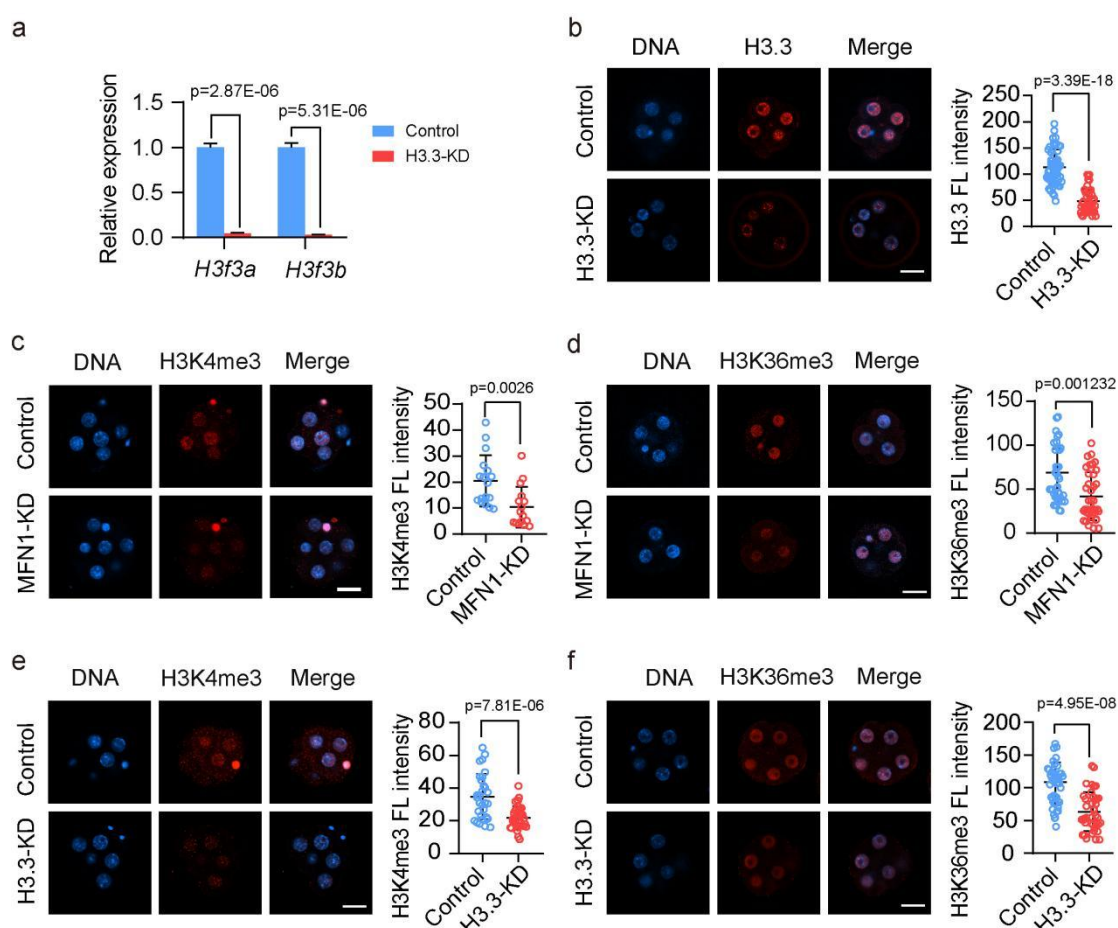 a
p=2.87E-06
p=5.31E-06
Relative expression
1.5
1.0
0.5
0.0
H3f3a
H3f3b
Control
H3.3-KD
b
DNA
H3.3
Merge
Control
H3.3-KD
p=3.39E-18
H3.3 FL intensity
250
200
150
100
50
0
Control
H3.3-KD
c
DNA
H3K4me3
Merge
Control
MFN1-KD
p=0.0026
H3K4me3 FL intensity
50
40
30
20
10
0
Control
MFN1-KD
d
DNA
H3K36me3
Merge
Control
MFN1-KD
p=0.001232
H3K36me3 FL intensity
150
100
50
0
Control
MFN1-KD
e
DNA
H3K4me3
Merge
Control
H3.3-KD
p=7.81E-06
H3K4me3 FL intensity
80
60
40
20
0
Control
H3.3-KD
f
DNA
H3K36me3
Merge
Control
H3.3-KD
p=4.95E-08
H3K36me3 FL intensity
200
150
100
50
0
Control
H3.3-KD